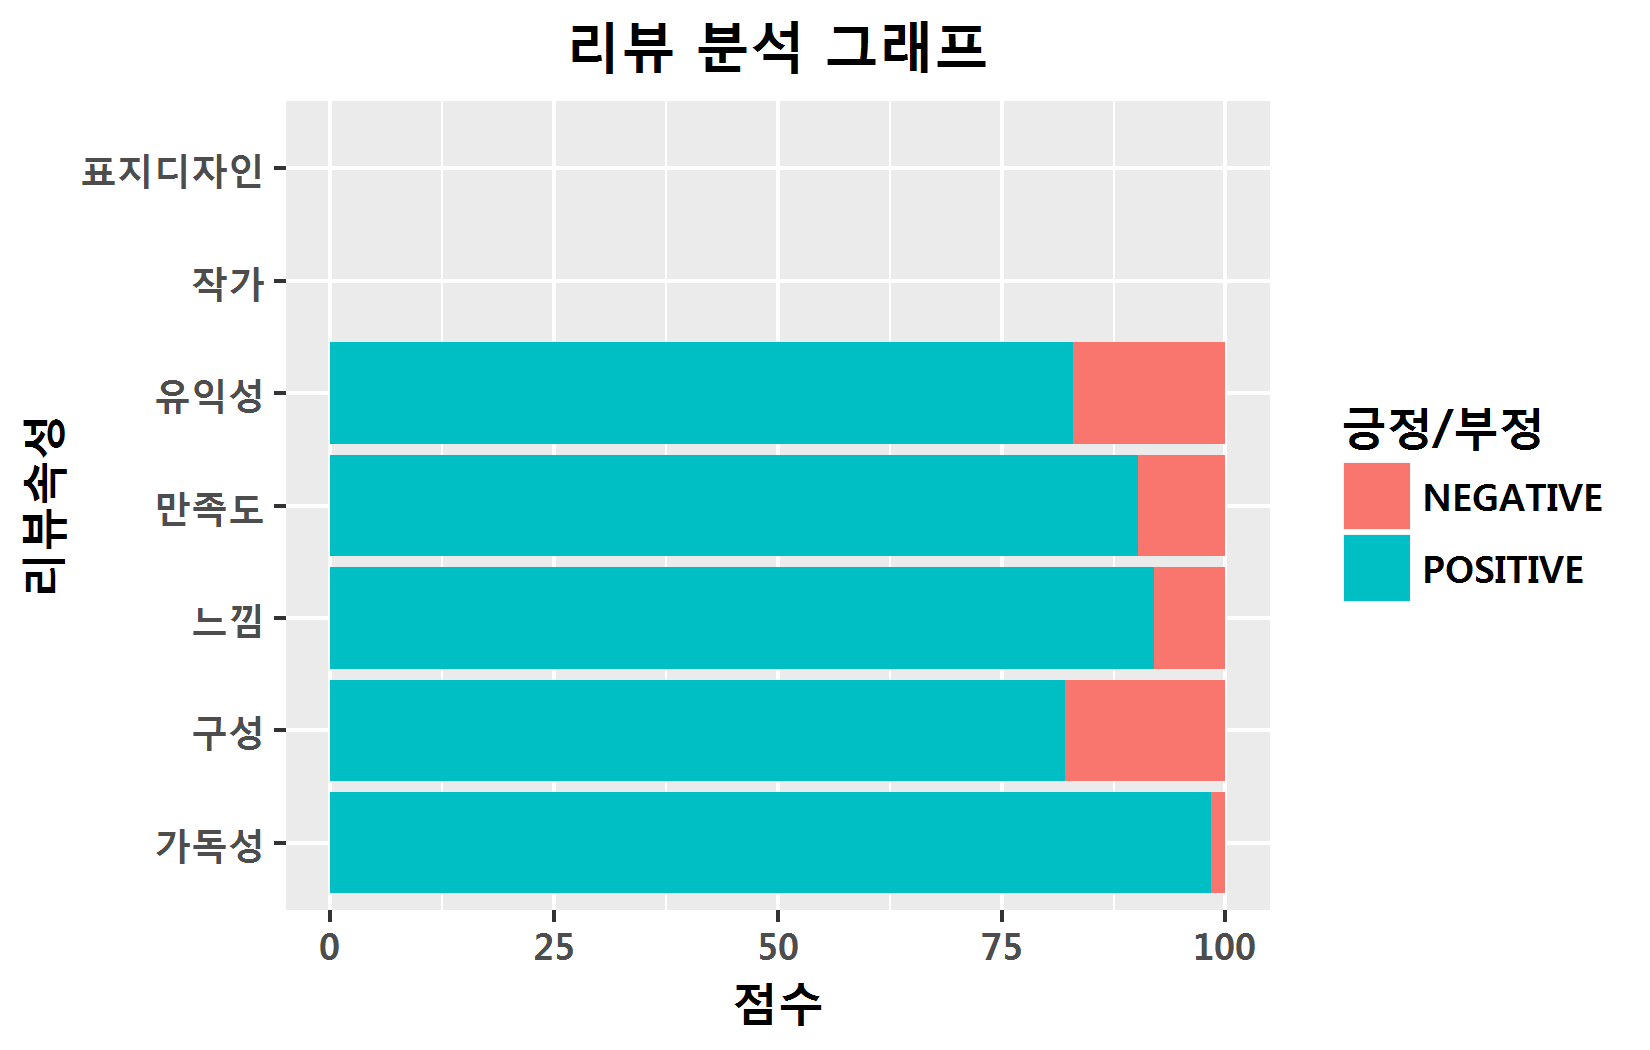 리뷰 분석 그래프
표지디자인
작가
유익성
만족도
느낌
구성
가독성
리뷰속성
0 25 50 75 100
점수
긍정/부정
NEGATIVE
POSITIVE